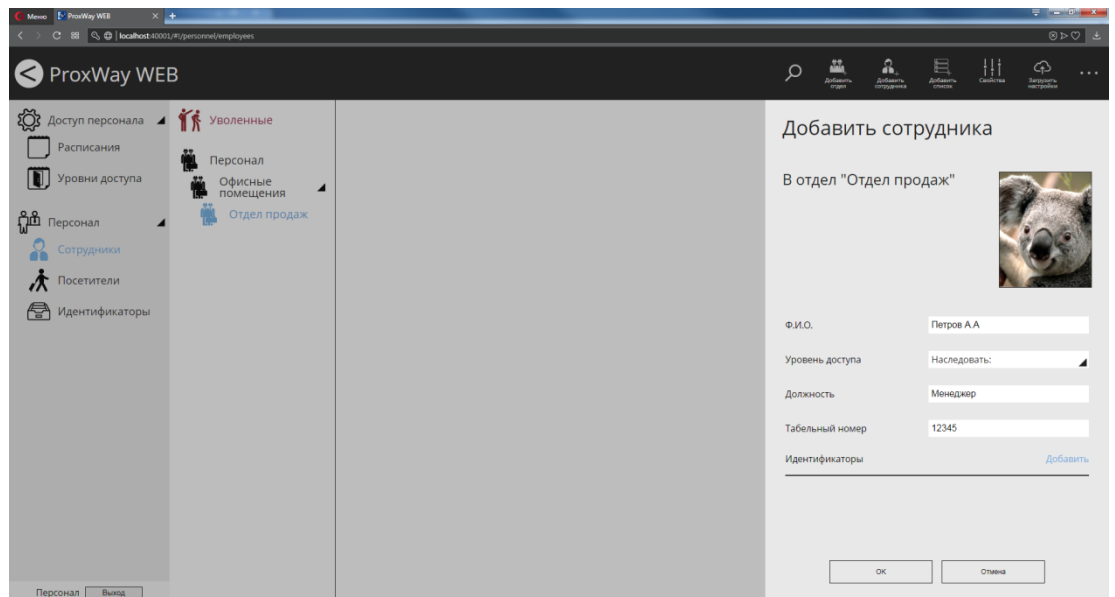 Меню
ProxWay WEB
localhost:40001/#!/personnel/employees
ProxWay WEB
Добавить отдел
Добавить сотрудника
Добавить список
Свойства
Загрузить настройки
Доступ персонала
Расписания
Уровни доступа
Персонал
Сотрудники
Посетители
Идентификаторы
Персонал
Выход
Уволенные
Персонал
Офисные
помещения
Отдел продаж
Добавить сотрудника
В отдел "Отдел продаж"
Ф.И.О.
Петров А.А
Уровень доступа
Наследовать:
Должность
Менеджер
Табельный номер
12345
Идентификаторы
Добавить
ОК
Отмена